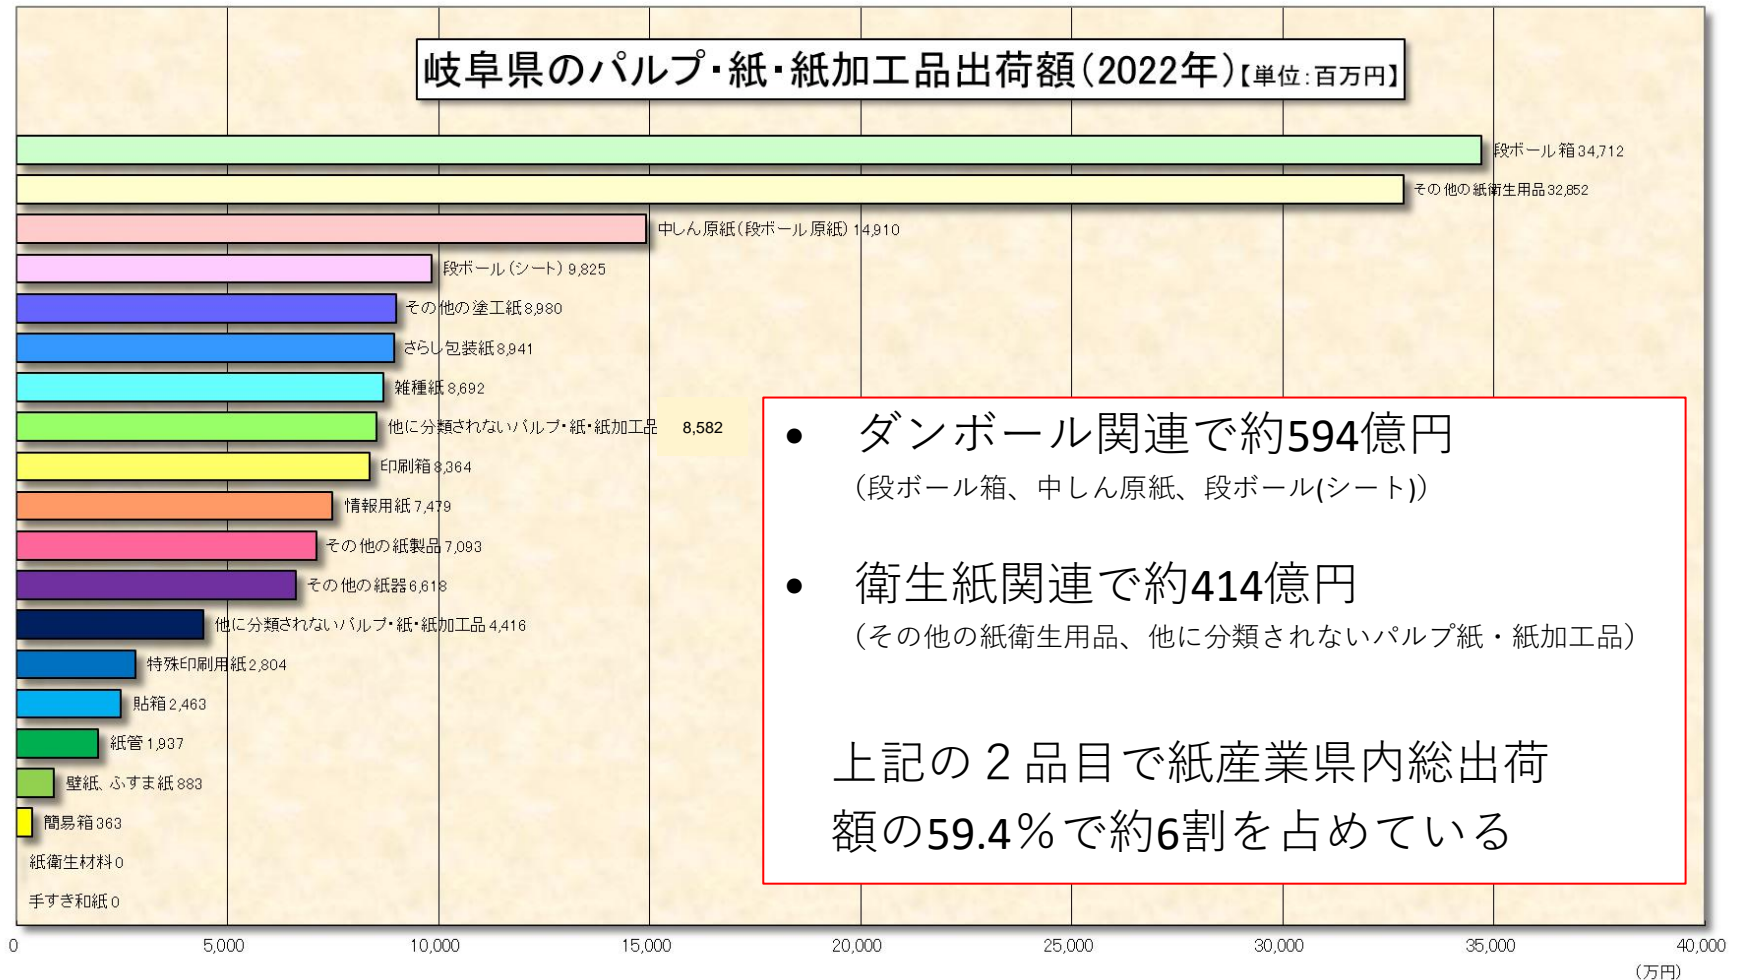 岐阜県のパルプ・紙・紙加工品出荷額(2022年)【単位:百万円】
段ボール箱 34,712
その他の紙衛生用品 32,852
中しん原紙(段ボール原紙) 14,910
段ボール(シート) 9,825
その他の塗工紙 8,980
さらし包装紙 8,941
雑種紙 8,692
他に分類されないパルプ・紙・紙加工品 8,582
印刷箱 8,364
情報用紙 7,479
その他の紙製品 7,093
その他の紙器 6,618
他に分類されないパルプ・紙・紙加工品 4,416
特殊印刷用紙 2,804
貼箱 2,463
紙管 1,937
壁紙、ふすま紙 883
簡易箱 363
紙衛生材料 0
手すき和紙 0
• ダンボール関連で約594億円
(段ボール箱、中しん原紙、段ボール(シート))
• 衛生紙関連で約414億円
(その他の紙衛生用品、他に分類されないパルプ紙・紙加工品)
上記の2品目で紙産業県内総出荷
額の59.4%で約6割を占めている
0 5,000 10,000 15,000 20,000 25,000 30,000 35,000 40,000
(万円)